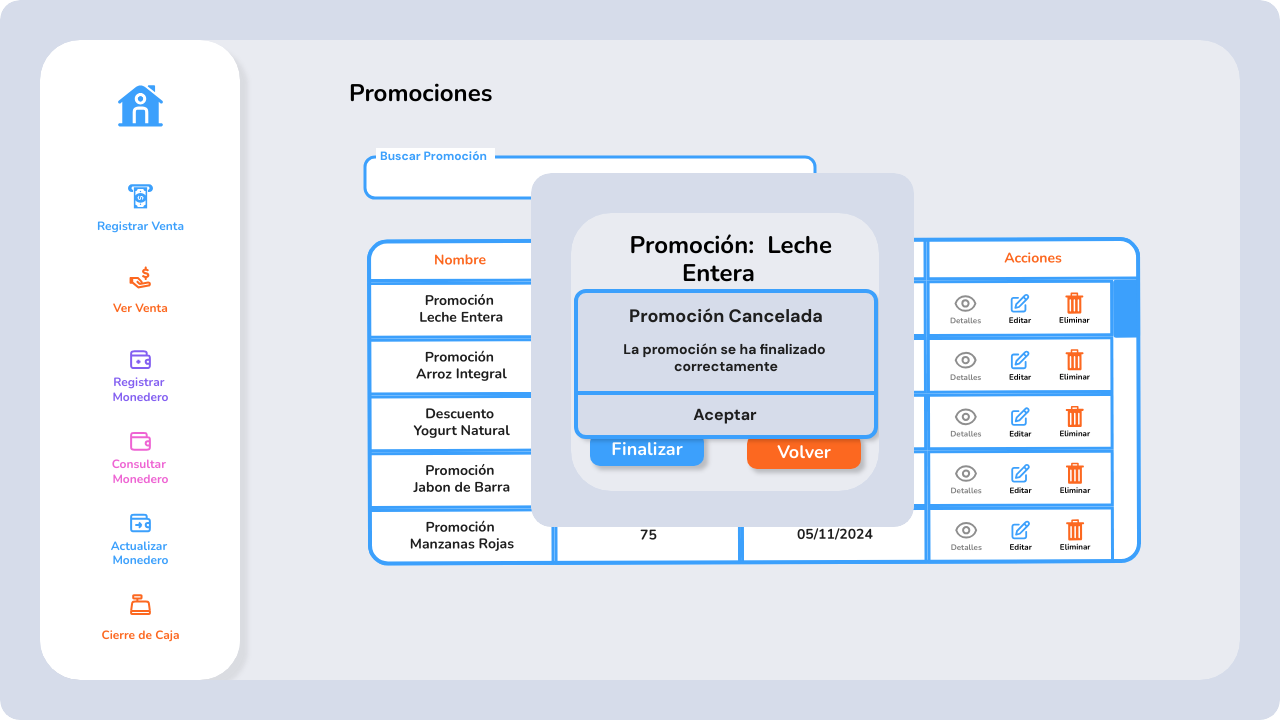 Promociones
Buscar Promoción
Registrar Venta
Ver Venta
Registrar
Monedero
Consultar
Monedero
Actualizar
Monedero
Cierre de Caja
Nombre
Acciones
Promoción
Leche Entera
Detalles
Editar
Eliminar
Promoción
Arroz Integral
Detalles
Editar
Eliminar
Descuento
Yogurt Natural
Detalles
Editar
Eliminar
Promoción
Jabon de Barra
Detalles
Editar
Eliminar
Promoción
Manzanas Rojas
75
05/11/2024
Detalles
Editar
Eliminar
Promoción: Leche
Entera
Promoción Cancelada
La promoción se ha finalizado
correctamente
Aceptar
Finalizar
Volver